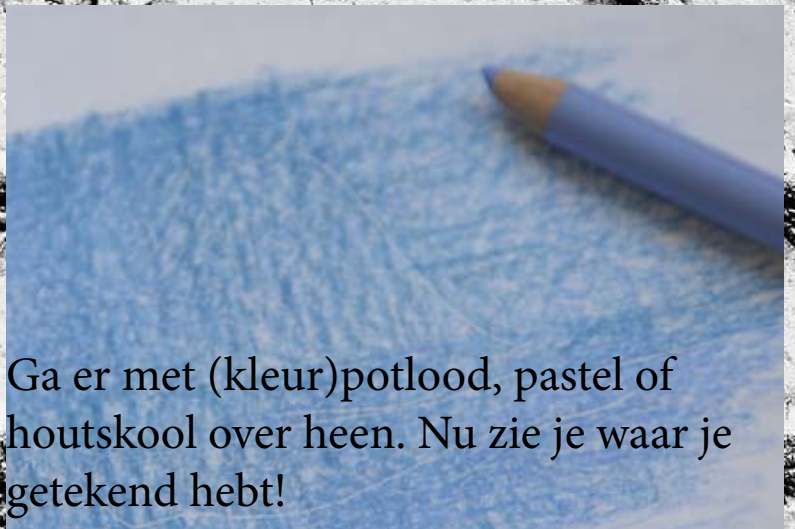 Ga er met (kleur)potlood, pastel of
houtskool over heen. Nu zie je waar je
getekend hebt!